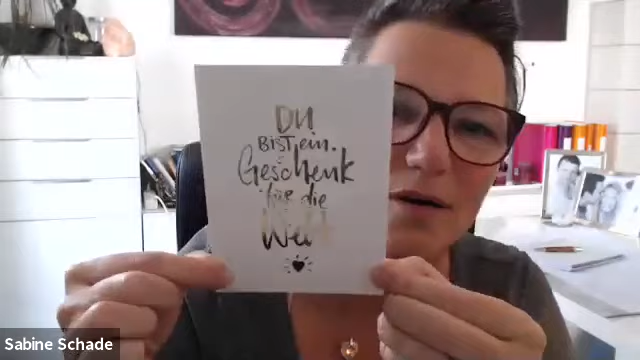 Du
BIST ein
Geschenk
für die
Welt
Sabine Schade